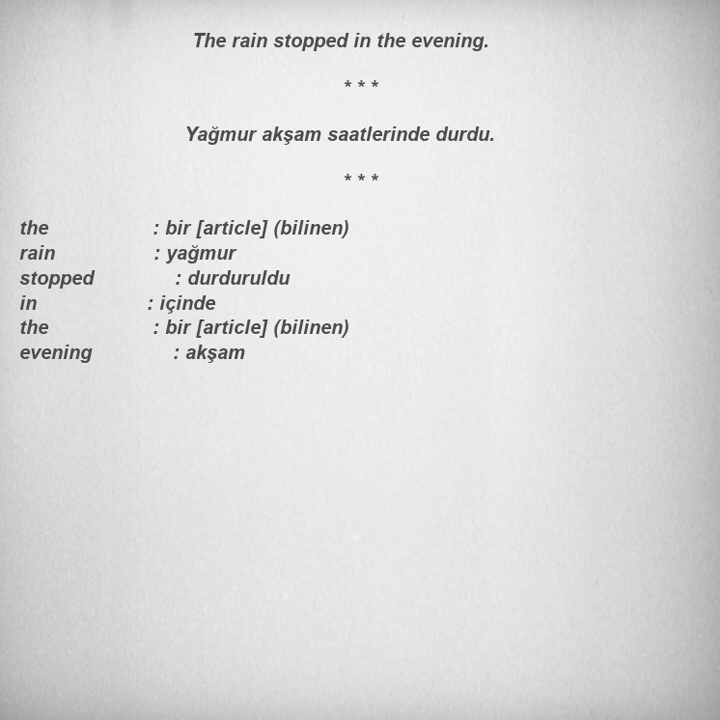 The rain stopped in the evening.
* * *
Yağmur akşam saatlerinde durdu.
* * *
the : bir [article] (bilinen)
rain : yağmur
stopped : durduruldu
in : içinde
the : bir [article] (bilinen)
evening : akşam